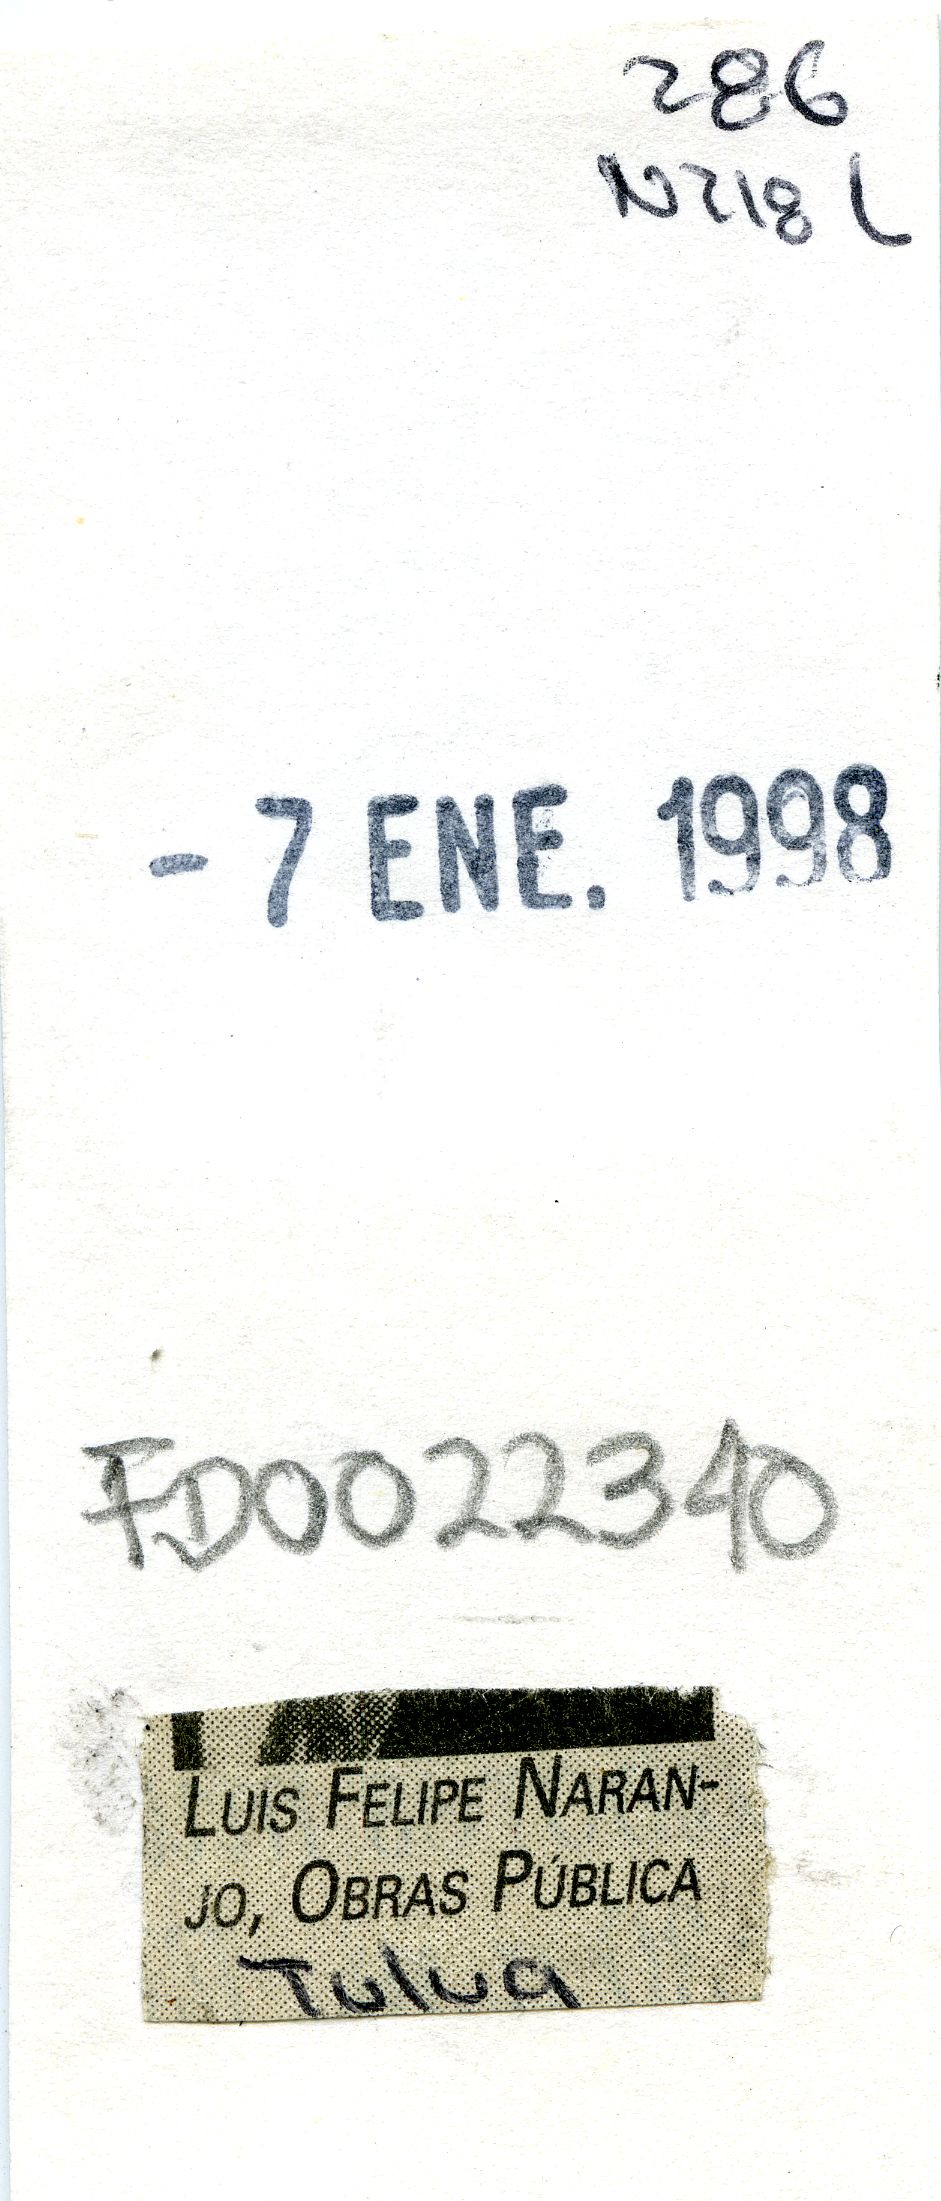 286
N218 L
- 7 ENE. 1998
FD0022340
LUIS FELIPE NARAN-
JO, OBRAS PÚBLICA
Tulua